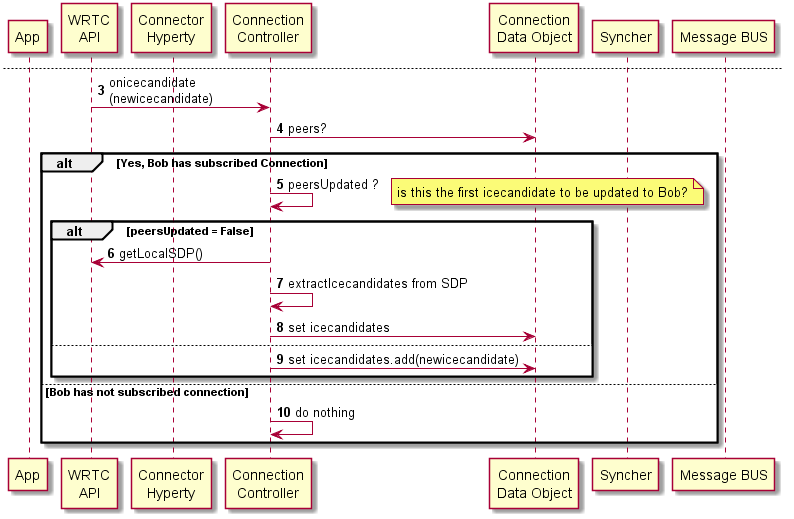 App
WRTC
API
Connector
Hyperty
Connection
Controller
Connection
Data Object
Syncher
Message BUS
3 onicecandidate
(newicecandidate)
4 peers?
alt [Yes, Bob has subscribed Connection]
5 peersUpdated ?
is this the first icecandidate to be updated to Bob?
alt [peersUpdated = False]
6 getLocalSDP()
7 extractIcecandidates from SDP
8 set icecandidates
9 set icecandidates.add(newicecandidate)
[Bob has not subscribed connection]
10 do nothing
App
WRTC
API
Connector
Hyperty
Connection
Controller
Connection
Data Object
Syncher
Message BUS